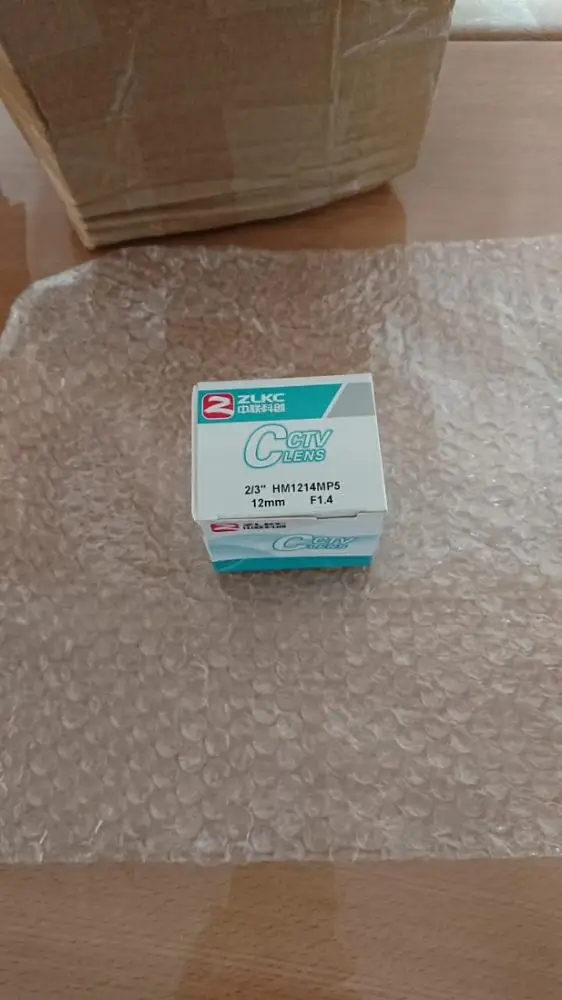 ZLKC
中联科创
CCTV
LENS
2/3" HM1214MP5
12mm F1.4
CCTV
LENS